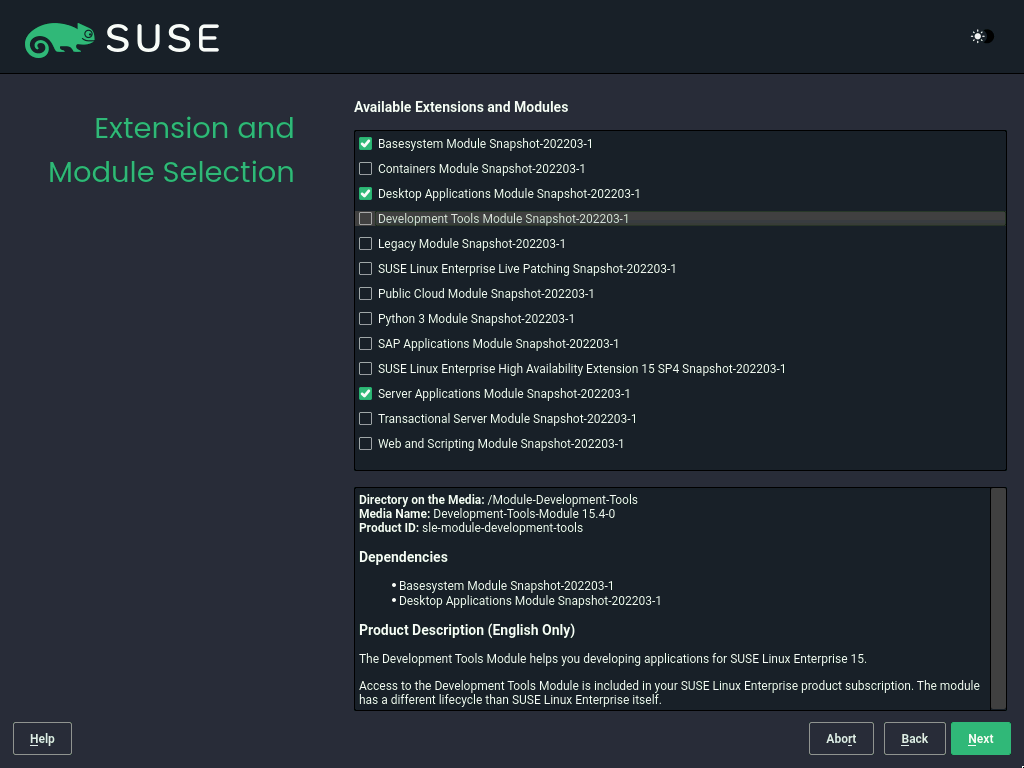 SUSE
Extension and
Module Selection
Available Extensions and Modules
Basesystem Module Snapshot-202203-1
Containers Module Snapshot-202203-1
Desktop Applications Module Snapshot-202203-1
Development Tools Module Snapshot-202203-1
Legacy Module Snapshot-202203-1
SUSE Linux Enterprise Live Patching Snapshot-202203-1
Public Cloud Module Snapshot-202203-1
Python 3 Module Snapshot-202203-1
SAP Applications Module Snapshot-202203-1
SUSE Linux Enterprise High Availability Extension 15 SP4 Snapshot-202203-1
Server Applications Module Snapshot-202203-1
Transactional Server Module Snapshot-202203-1
Web and Scripting Module Snapshot-202203-1
Directory on the Media: /Module-Development-Tools
Media Name: Development-Tools-Module 15.4-0
Product ID: sle-module-development-tools
Dependencies
• Basesystem Module Snapshot-202203-1
• Desktop Applications Module Snapshot-202203-1
Product Description (English Only)
The Development Tools Module helps you developing applications for SUSE Linux Enterprise 15.
Access to the Development Tools Module is included in your SUSE Linux Enterprise product subscription. The module
has a different lifecycle than SUSE Linux Enterprise itself.
Help
Abort
Back
Next